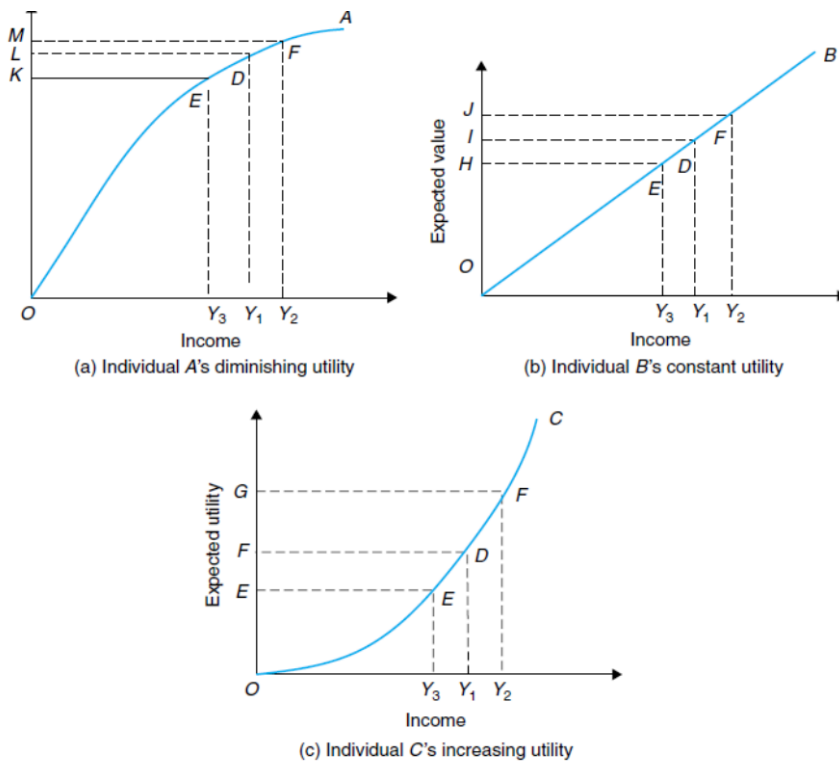 A
M
L
K
F
D
E
O
Y3 Y1 Y2
Income
(a) Individual A's diminishing utility
B
Expected value
J
I
H
F
D
E
O
Y3 Y1 Y2
Income
(b) Individual B's constant utility
C
Expected utility
G
F
F
D
E
E
O
Y3 Y1 Y2
Income
(c) Individual C's increasing utility